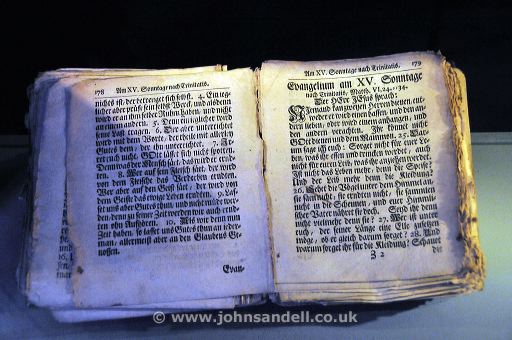 178 Am XV. Sonntage nach Trinitatis.
nichts ist, der betreuget sich selbst. 4. Ein ieg-
licher aber prüfe sein selbst Werck, und alsdenn
wird er an ihm selber Ruhm haben, und nicht
an einem andern. 5. Denn ein ieglicher wird
seine Last tragen. 6. Der aber unterrichtet
wird mit dem Worte, der theile mit allerley
Gutes dem, der ihn unterrichtet. 7. Irret
euch nicht, GOtt läst sich nicht spotten.
Denn was der Mensch säet, das wird er ernd-
ten. 8. Wer auf sein Fleisch säet, der wird
von dem Fleische das Verderben erndten.
Wer aber auf den Geist säet, der wird von
dem Geiste das ewige Leben erndten. 9. Las-
set uns aber Gutes thun, und nicht müde wer-
den, denn zu seiner Zeit werden wir auch ernd-
ten ohn Aufhören. 10. Als wir denn nun
Zeit haben, so lasset uns Gutes thun an ieder-
man, allermeist aber an den Glaubens Ge-
nossen.
Evan-
Am XV. Sonntage nach Trinitatis. 179
Evangelium am XV. Sonntage
nach Trinitatis, Matth. VI. 24. - 34.
Der HErr JEsus sprach:
Niemand kan zweyen Herren dienen, ent-
weder er wird einen hassen, und den an-
dern lieben, oder wird einem anhangen, und
den andern verachten. Ihr könnet nicht
GOtt dienen und dem Mammon. 25. Dar-
um sage ich euch: Sorget nicht für euer Le-
ben, was ihr essen und trincken werdet, auch
nicht für euren Leib, was ihr anziehen werdet.
Ist nicht das Leben mehr, denn die Speise?
Und der Leib mehr denn die Kleidung?
26. Sehet die Vögel unter dem Himmel an,
sie säen nicht, sie erndten nicht, sie sammlen
nicht in die Scheunen, und euer Himmli-
scher Vater nähret sie doch. Seyd ihr denn
nicht vielmehr denn sie? 27. Wer ist unter
euch, der seiner Länge eine Elle zusetzen
möge, ob er gleich darum sorget? 28. Und
warum sorget ihr für die Kleidung? Schauet
3 2 die
© www.johnsandell.co.uk